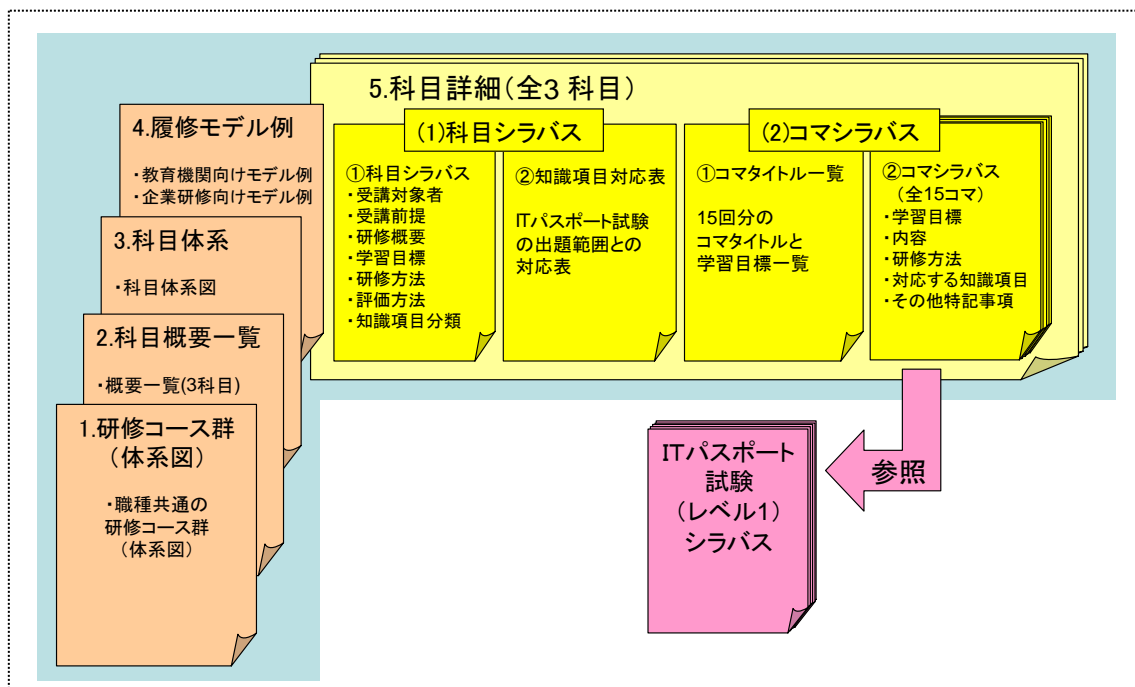 5.科目詳細(全3 科目)
4.履修モデル例
・教育機関向けモデル例
・企業研修向けモデル例
3.科目体系
・科目体系図
2.科目概要一覧
・概要一覧(3科目)
1.研修コース群
(体系図)
・職種共通の
研修コース群
(体系図)
(1)科目シラバス
①科目シラバス
・受講対象者
・受講前提
・研修概要
・学習目標
・研修方法
・評価方法
・知識項目分類
②知識項目対応表
ITパスポート試験
の出題範囲との
対応表
(2)コマシラバス
①コマタイトル一覧
15回分の
コマタイトルと
学習目標一覧
②コマシラバス
(全15コマ)
・学習目標
・内容
・研修方法
・対応する知識項目
・その他特記事項
参照
ITパスポート
試験
(レベル1)
シラバス